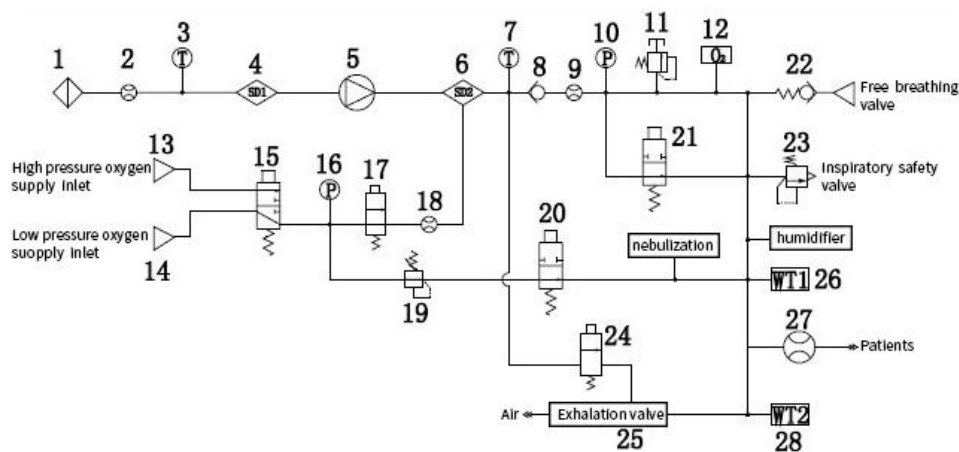 1
2
3
T
4
SD1
5
6
SD2
7
T
8
9
10
P
11
12
O₂
22
Free breathing
valve
13
High pressure oxygen
supply inlet
15
16
P
17
18
21
23
Inspiratory safety
valve
Low pressure oxygen
suopply inlet
14
19
20
nebulization
humidifier
WT1
26
24
27
Patients
Air
Exhalation valve
25
WT2
28